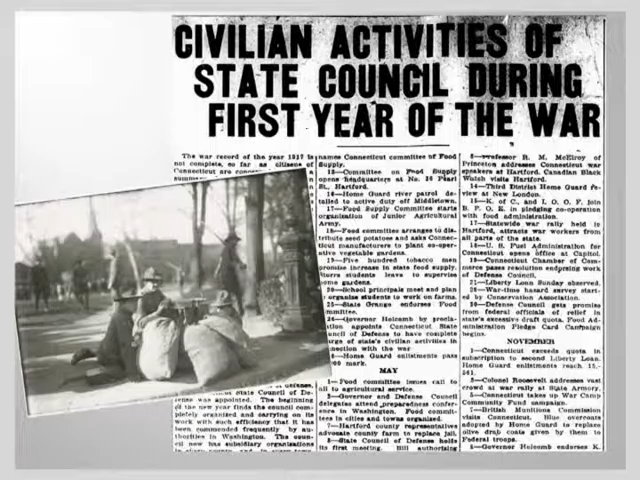 CIVILIAN ACTIVITIES OF
STATE COUNCIL DURING
FIRST YEAR OF THE WAR
The war record of the year 1917 is
not complete, so far as citizens of
Connecticut are
names Connecticut committee of Food
Supply.
13—Committee on Food Supply
opens headquarters at No. 36 Pearl
St., Hartford.
14—Home Guard river patrol de-
tailed to active duty off Middletown.
17—Food Supply Committee starts
organization of Junior Agricultural
Army.
18—Food committee arranges to dis-
tribute seed potatoes and asks Connec-
ticut manufacturers to plant co-oper-
ative vegetable gardens.
19—Five hundred tobacco men
promise increase in state food supply.
students leave to supervise
home gardens.
20—School principals meet and plan
organize students to work on farms.
25—State Grange endorses Food
Committee.
26—Governor Holcomb by procla-
appoints Connecticut State
Council of Defense to have complete
of state's civilian activities in
connection with the war
Home Guard enlistments pass
mark.
MAY
1—Food committee issues call to
all to agricultural service.
2—Governor and Defense Council
delegates attend preparedness confer-
ence in Washington. Food commit-
tees in cities and towns organized.
7—Hartford county representatives
advocate county farm to replace jail.
8—State Council of Defense holds
its first meeting. Bill authorizing
8—Professor R. M. McElroy of
Princeton addresses Connecticut war
speakers at Hartford. Canadian Black
Watch visits Hartford.
14—Third District Home Guard re-
view at New London.
15—K. of C., and I. O. O. F. join
B. P. O. E. in pledging co-operation
with food administration.
17—Statewide war rally held in
Hartford, attracts war workers from
all parts of the state.
18—U. S. Fuel Administration for
Connecticut opens office at Capitol.
19—Connecticut Chamber of Com-
merce passes resolution endorsing work
of Defense Council.
21—Liberty Loan Sunday observed.
26—War-time hazard survey start-
ed by Conservation Association.
Defense Council gets promise
from federal officials of relief in
state's excessive draft quota. Food Ad-
ministration Pledge Card Campaign
begins.
NOVEMBER
1—Connecticut exceeds quota in
subscription to second Liberty Loan.
Home Guard enlistments reach 15,-
541.
2—Colonel Roosevelt addresses vast
crowd at war rally at State Armory.
5—Connecticut takes up War Camp
Community Fund campaign.
7—British Munitions Commission
visits Connecticut. Blue overcoats
adopted by Home Guard to replace
olive drab coats given by them to
Federal troops.
Governor Holcomb endorses K.
of defense,
State Council of De-
fense was appointed. The beginning
of the new year finds the council com-
pletely organized and carrying on its
work with such efficiency that it has
been commended frequently by au-
thorities in Washington. The coun-
cil now has subsidiary organizations